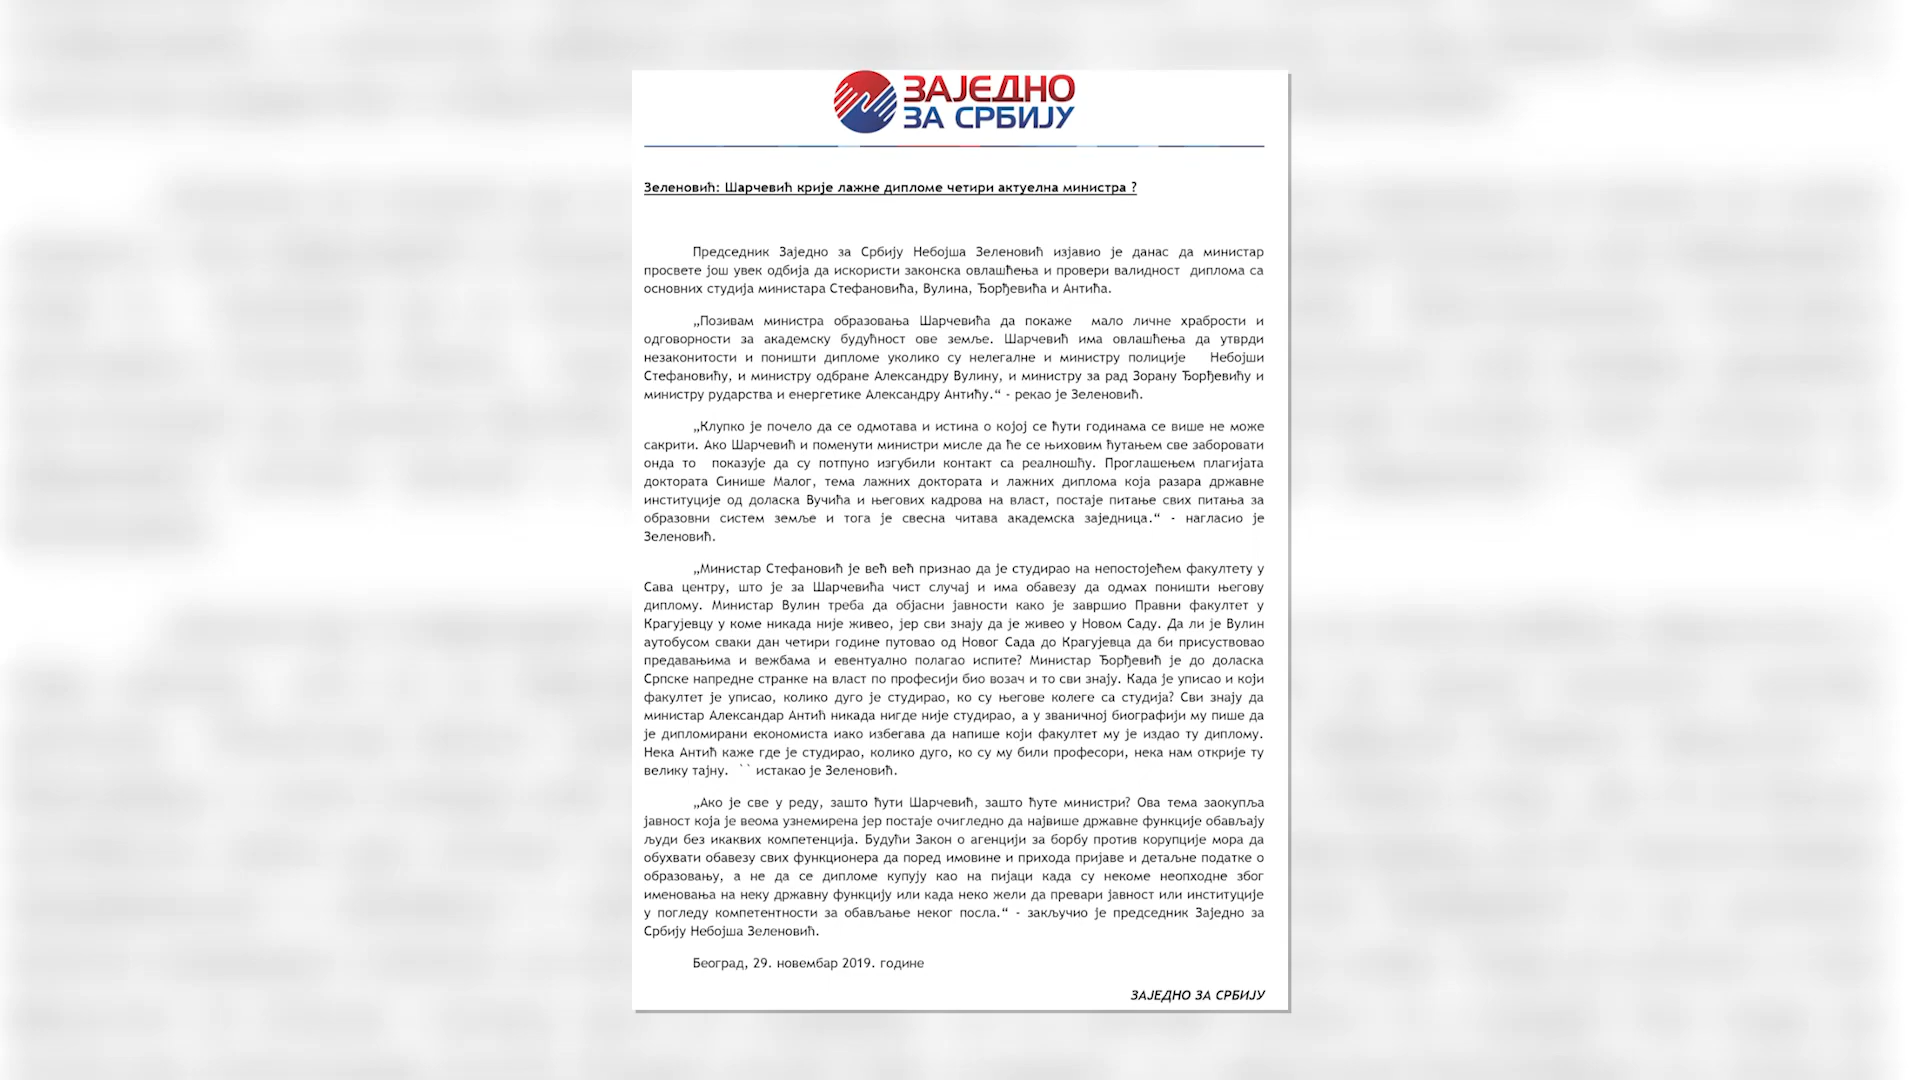 ЗАЈЕДНО
ЗА СРБИЈУ
Зеленовић: Шарчевић крије лажне дипломе четири актуелна министра ?
Председник Заједно за Србију Небојша Зеленовић изјавио је данас да министар
просвете још увек одбија да искористи законска овлашћења и провери валидност диплома са
основних студија министара Стефановића, Вулина, Ђорђевића и Антића.
„Позивам министра образовања Шарчевића да покаже мало личне храбрости и
одговорности за академску будућност ове земље. Шарчевић има овлашћења да утврди
незаконитости и поништи дипломе уколико су нелегалне и министру полиције Небојши
Стефановићу, и министру одбране Александру Вулину, и министру за рад Зорану Ђорђевићу и
министру рударства и енергетике Александру Антићу.“ - рекао је Зеленовић.
„Клупко је почело да се одмотава и истина о којој се ћути годинама се више не може
сакрити. Ако Шарчевић и поменути министри мисле да ће се њиховим ћутањем све заборовати
онда то показује да су потпуно изгубили контакт са реалношћу. Проглашењем плагијата
доктората Синише Малог, тема лажних доктората и лажних диплома која разара државне
институције од доласка Вучића и његових кадрова на власт, постаје питање свих питања за
образовни систем земље и тога је свесна читава академска заједница.“ - нагласио је
Зеленовић.
„Министар Стефановић је већ већ признао да је студирао на непостојећем факултету у
Сава центру, што је за Шарчевића чист случај и има обавезу да одмах поништи његову
диплому. Министар Вулин треба да објасни јавности како је завршио Правни факултет у
Крагујевцу у коме никада није живео, јер сви знају да је живео у Новом Саду. Да ли је Вулин
аутобусом сваки дан четири године путовао од Новог Сада до Крагујевца да би присуствовао
предавањима и вежбама и евентуално полагао испите? Министар Ђорђевић је до доласка
Српске напредне странке на власт по професији био возач и то сви знају. Када је уписао и који
факултет је уписао, колико дуго је студирао, ко су његове колеге са студија? Сви знају да
министар Александар Антић никада нигде није студирао, а у званичној биографији му пише да
је дипломирани економиста иако избегава да напише који факултет му је издао ту диплому.
Нека Антић каже где је студирао, колико дуго, ко су му били професори, нека нам открије ту
велику тајну. `` истакао је Зеленовић.
„Ако је све у реду, зашто ћути Шарчевић, зашто ћуте министри? Ова тема заокупља
јавност која је веома узнемирена јер постаје очигледно да највише државне функције обављају
људи без икаквих компетенција. Будући Закон о агенцији за борбу против корупције мора да
обухвати обавезу свих функционера да поред имовине и прихода пријаве и детаљне податке о
образовању, а не да се дипломе купују као на пијаци када су некоме неопходне због
именовања на неку државну функцију или када неко жели да превари јавност или институције
у погледу компетентности за обављање неког посла.“ - закључио је председник Заједно за
Србију Небојша Зеленовић.
Београд, 29. новембар 2019. године
ЗАЈЕДНО ЗА СРБИЈУ